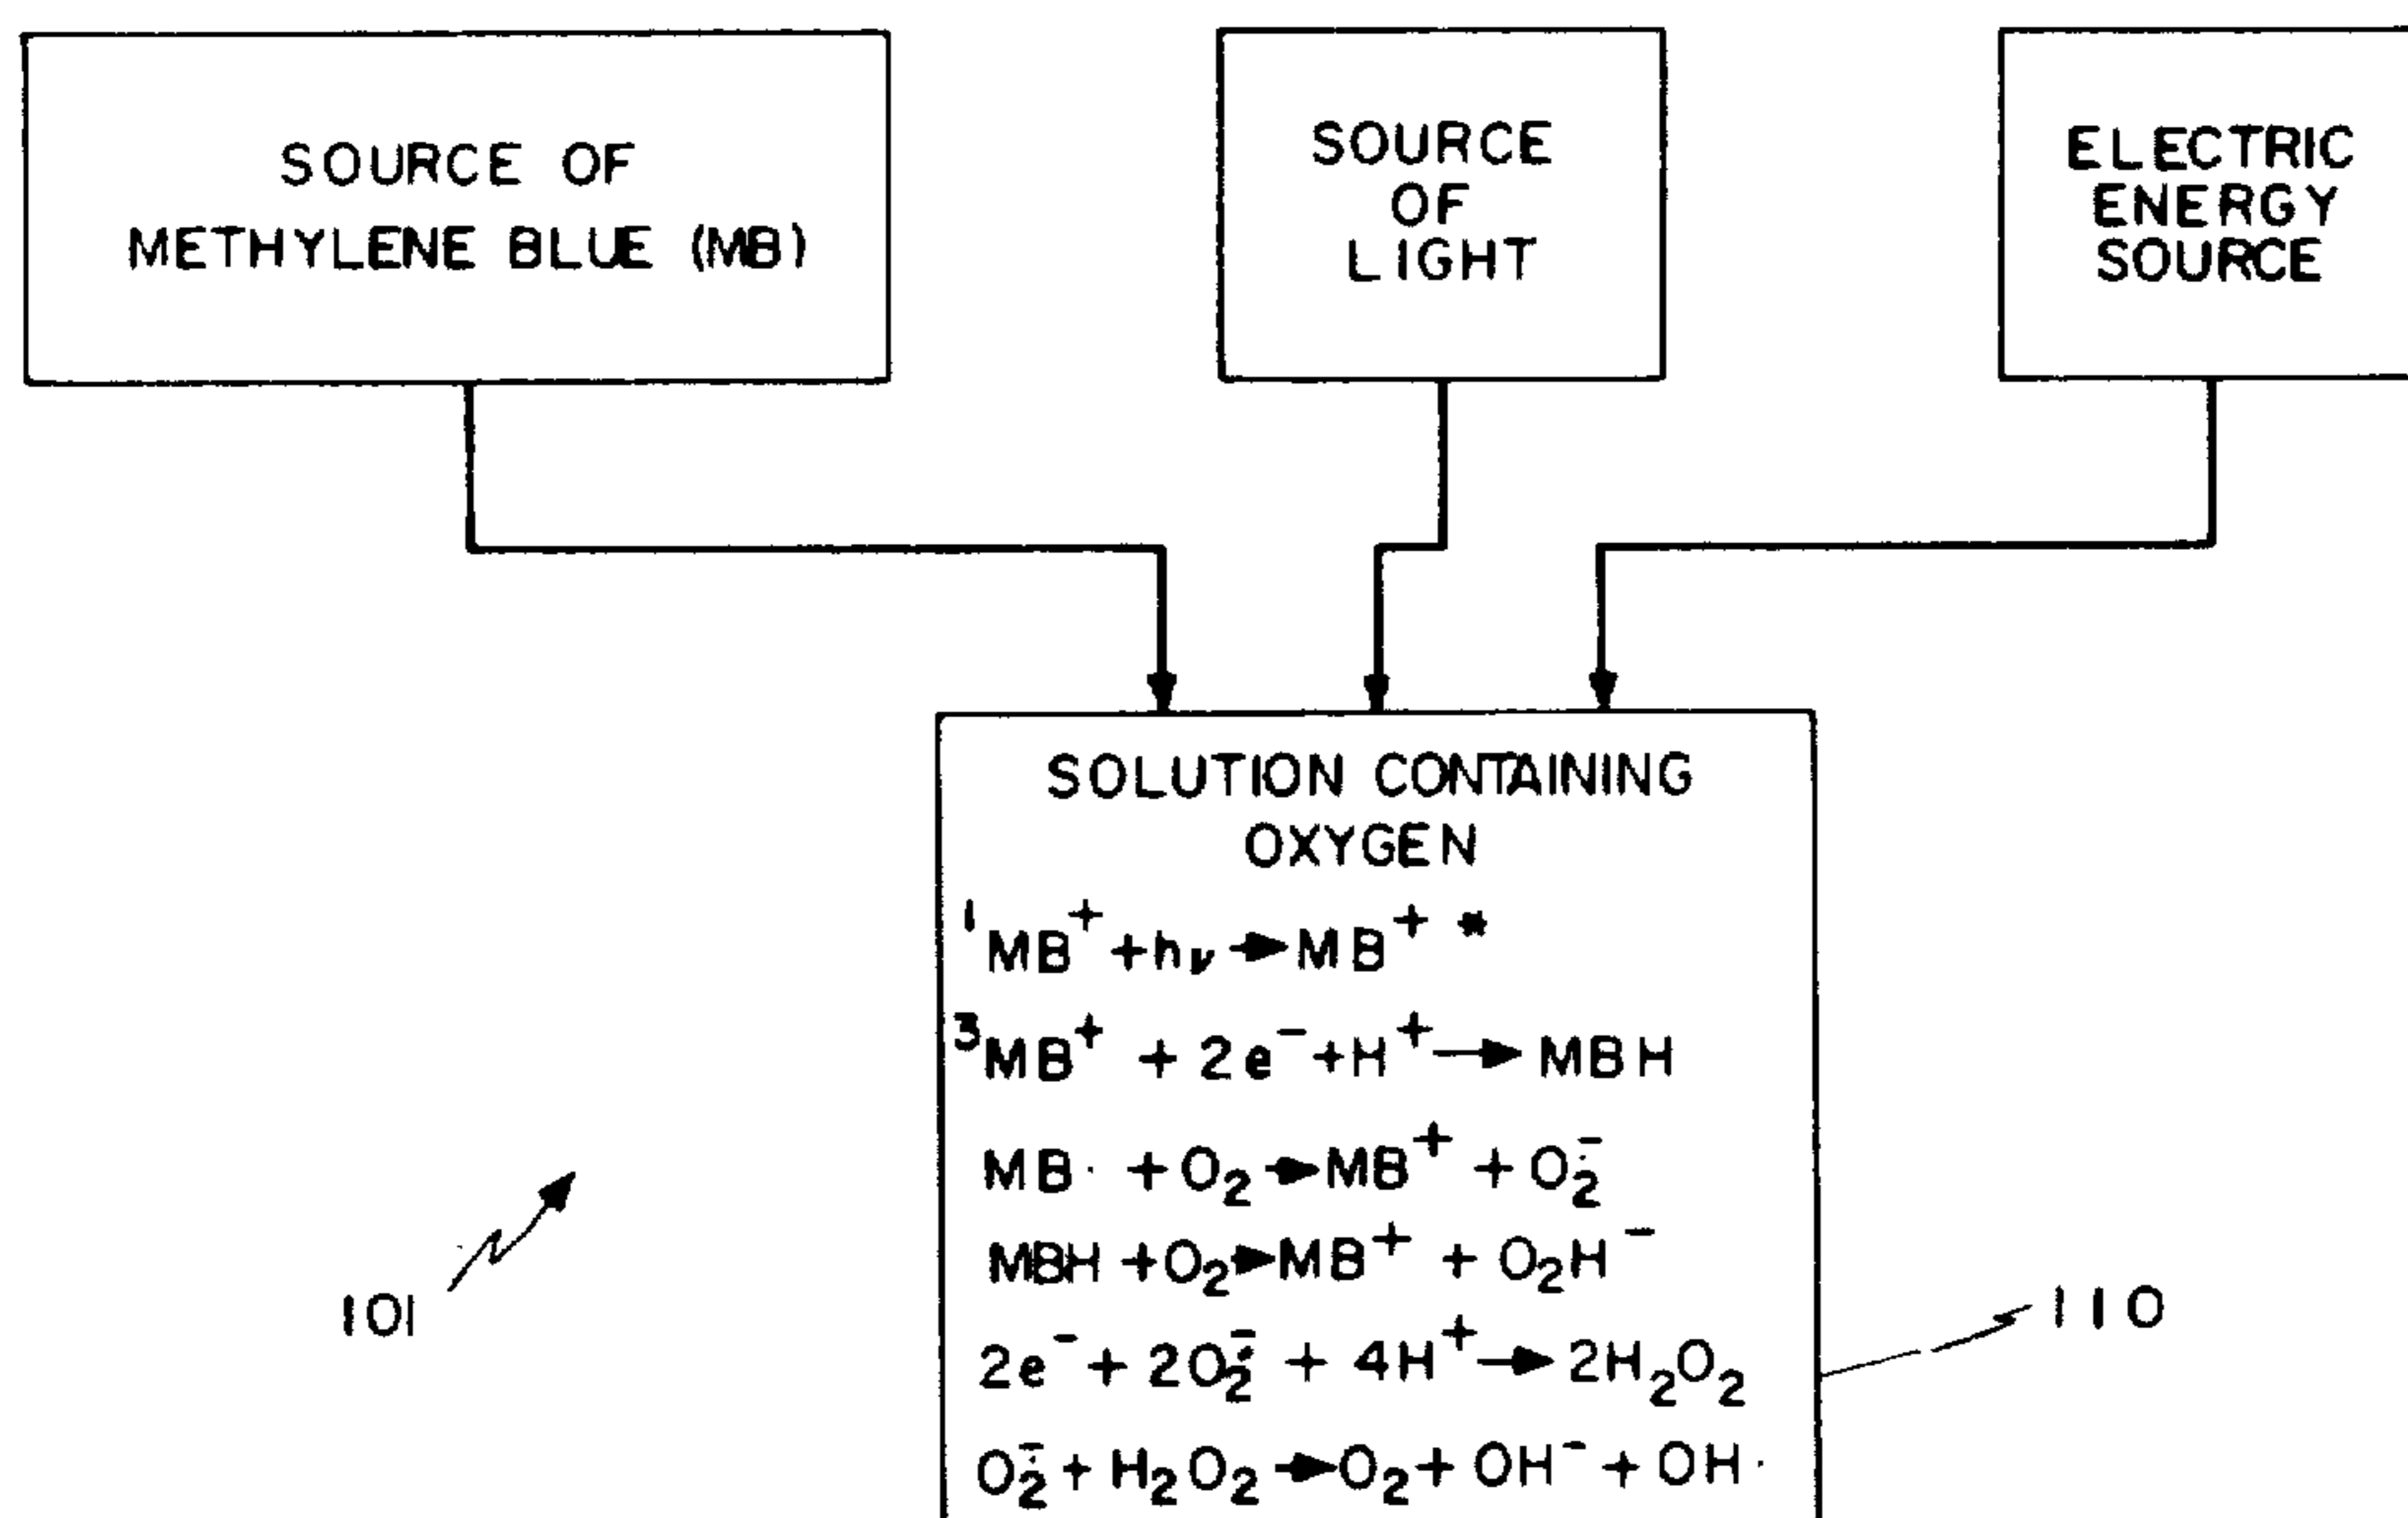 SOURCE OF
METHYLENE BLUE (MB)
SOURCE
OF
LIGHT
ELECTRIC
ENERGY
SOURCE
SOLUTION CONTAINING
OXYGEN
¹MB⁺ + hν → MB⁺ *
³MB⁺ + 2e⁻ + H⁺ → MBH
MB· + O₂ → MB⁺ + O₂⁻·
MBH + O₂ → MB⁺ + O₂H⁻
2e⁻ + 2O₂⁻· + 4H⁺ → 2H₂O₂
O₂⁻· + H₂O₂ → O₂ + OH⁻ + OH·
101
110